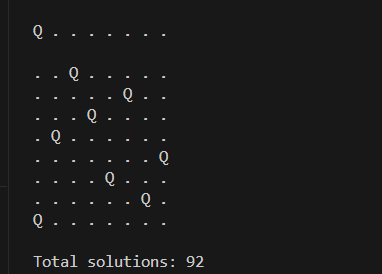 Q . . . . . . .
. . Q . . . . .
. . . . . Q . .
. . . Q . . . .
. Q . . . . . .
. . . . . . . Q
. . . . Q . . .
. . . . . . Q .
Q . . . . . . .
Total solutions: 92